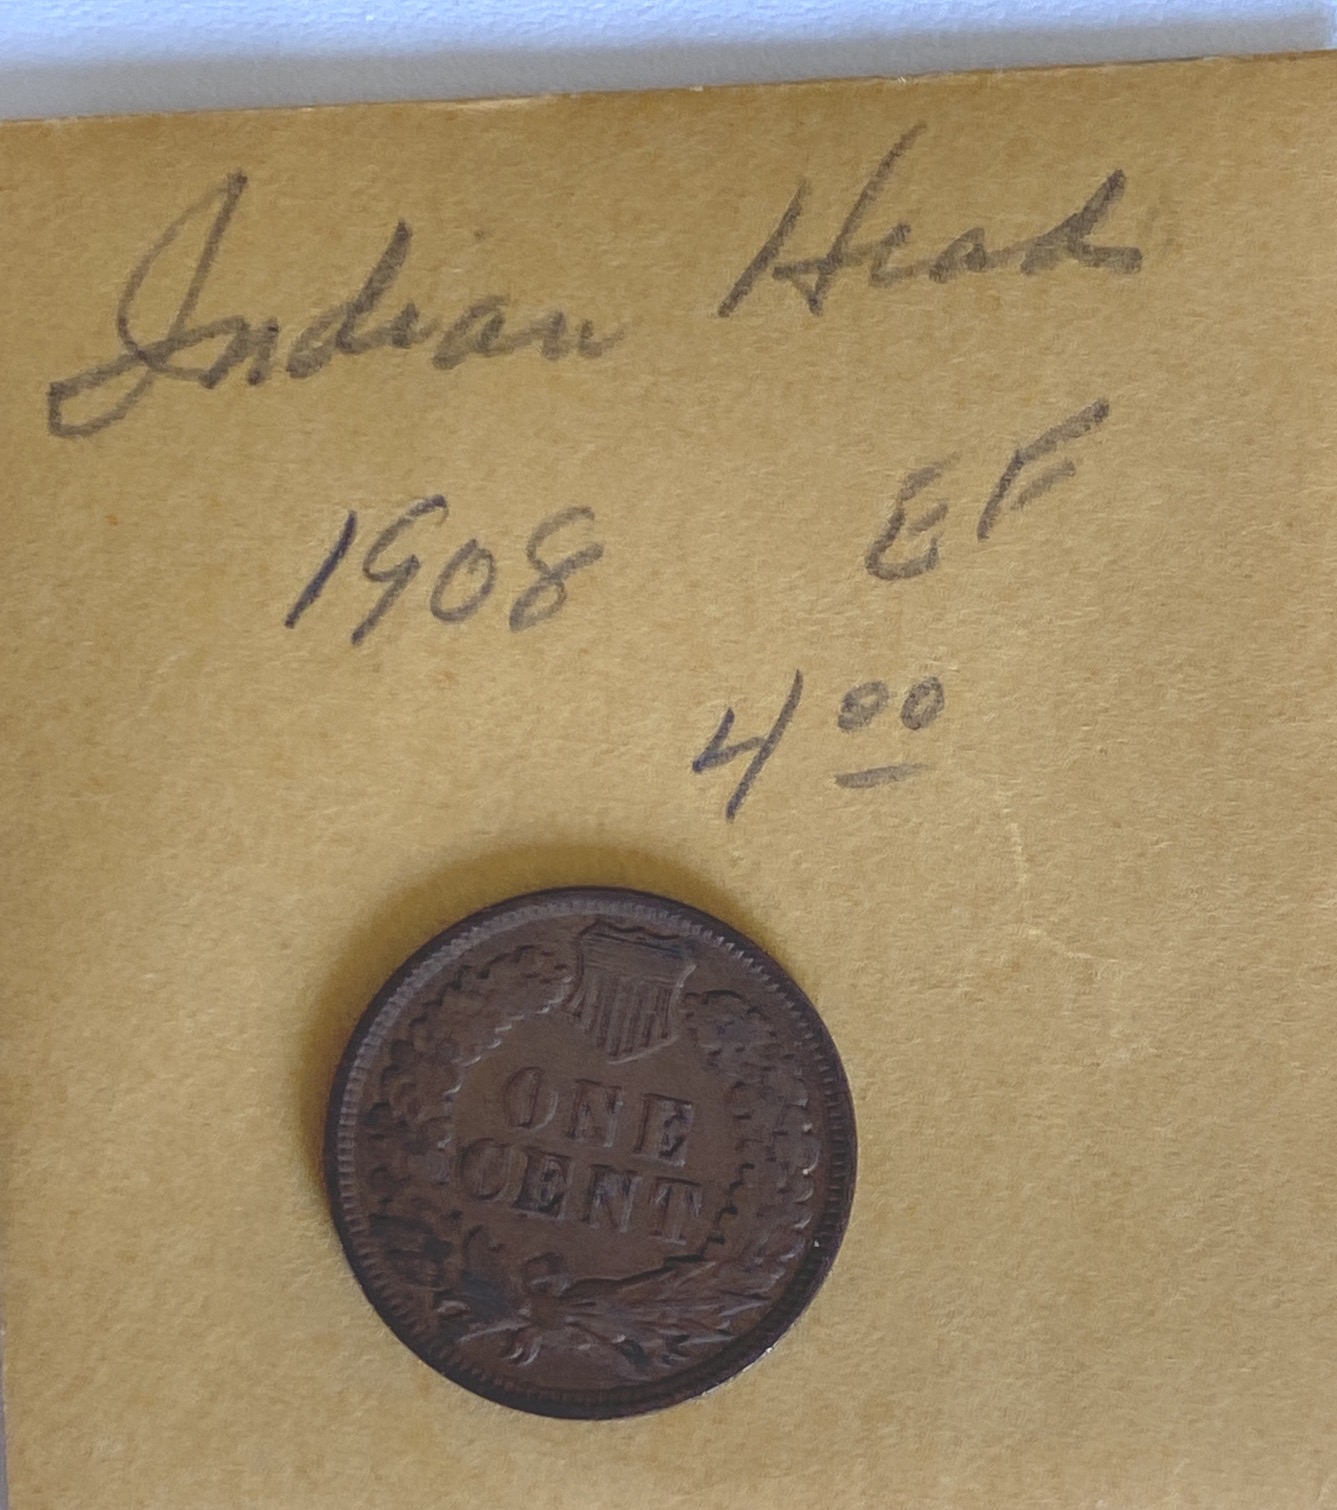 Indian Head
1908 EF
4 00
ONE
CENT